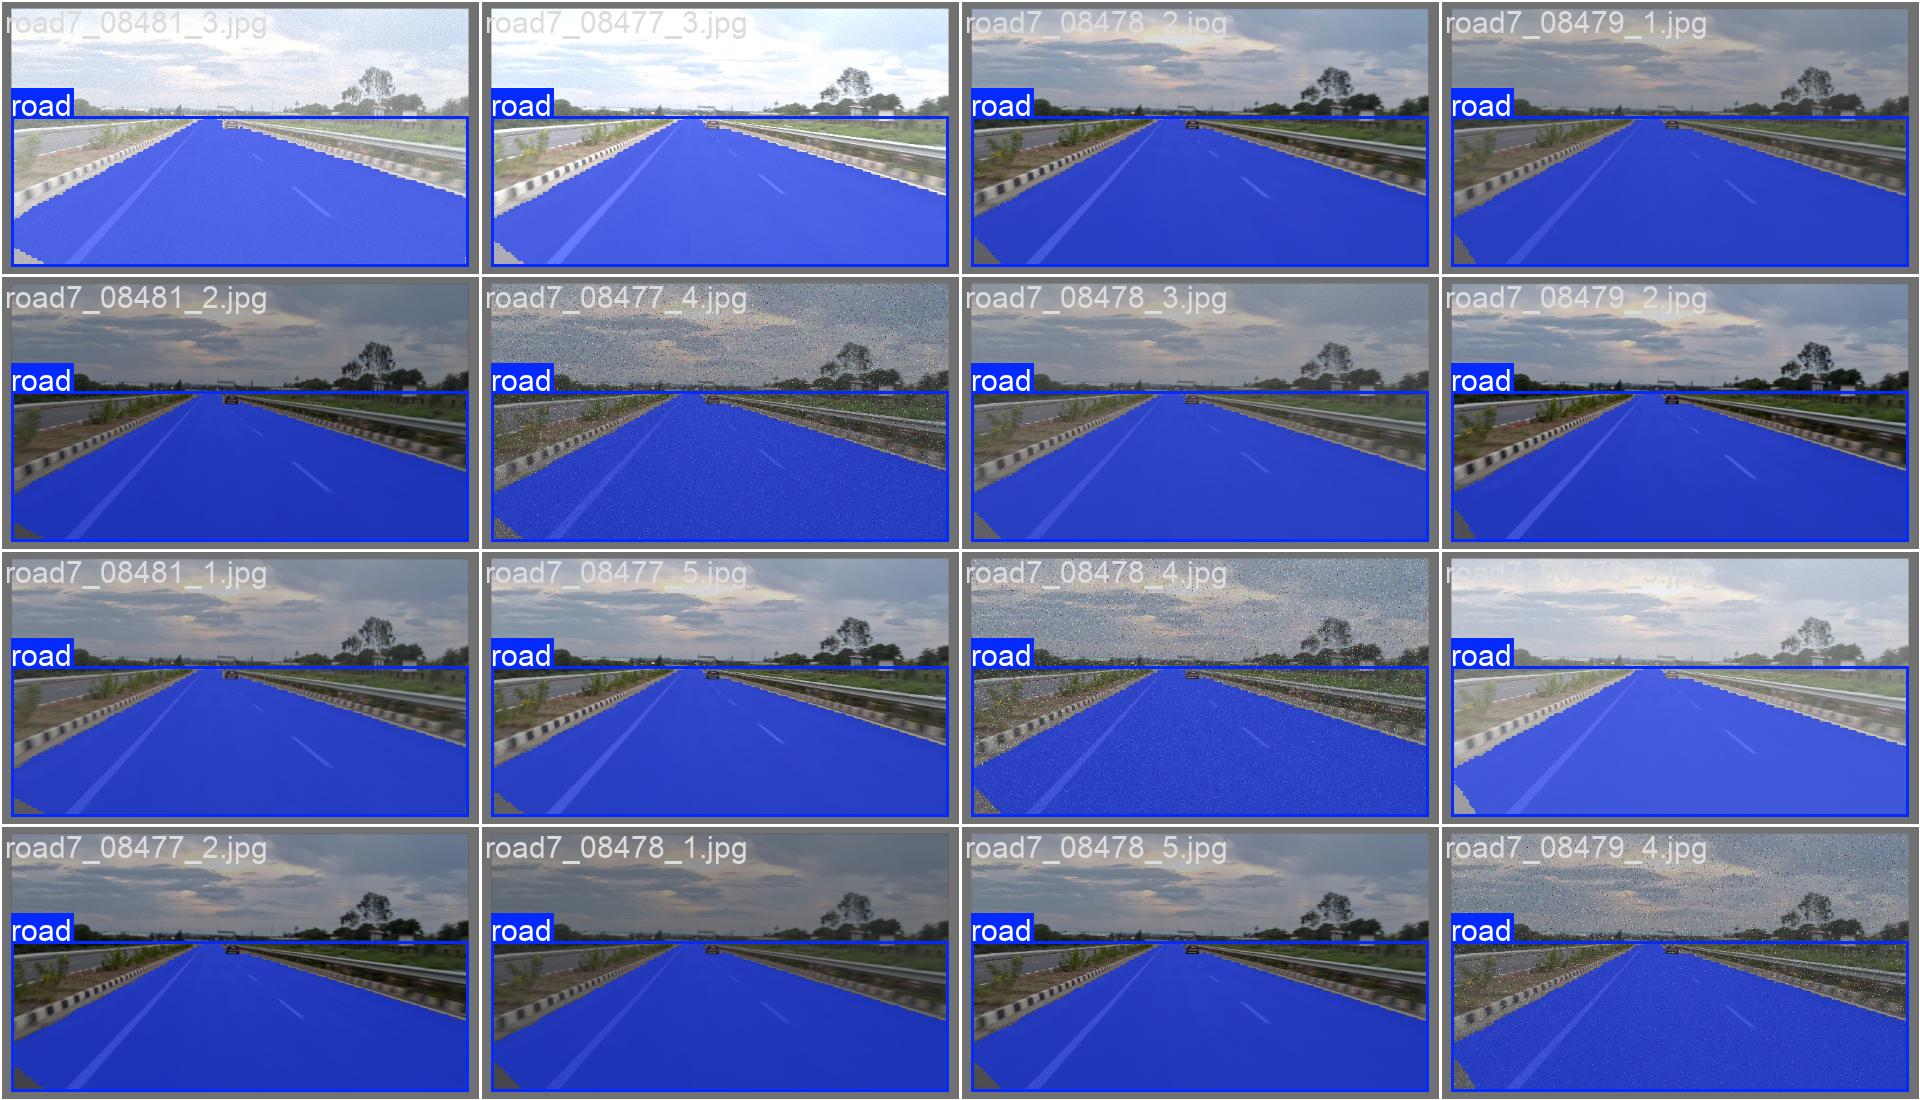 road7_08481_3.jpg
road
road7_08477_3.jpg
road
road7_08478_2.jpg
road
road7_08479_1.jpg
road
road7_08481_2.jpg
road
road7_08477_4.jpg
road
road7_08478_3.jpg
road
road7_08479_2.jpg
road
road7_08481_1.jpg
road
road7_08477_5.jpg
road
road7_08478_4.jpg
road
road7_08479_3.jpg
road
road7_08477_2.jpg
road
road7_08478_1.jpg
road
road7_08478_5.jpg
road
road7_08479_4.jpg
road